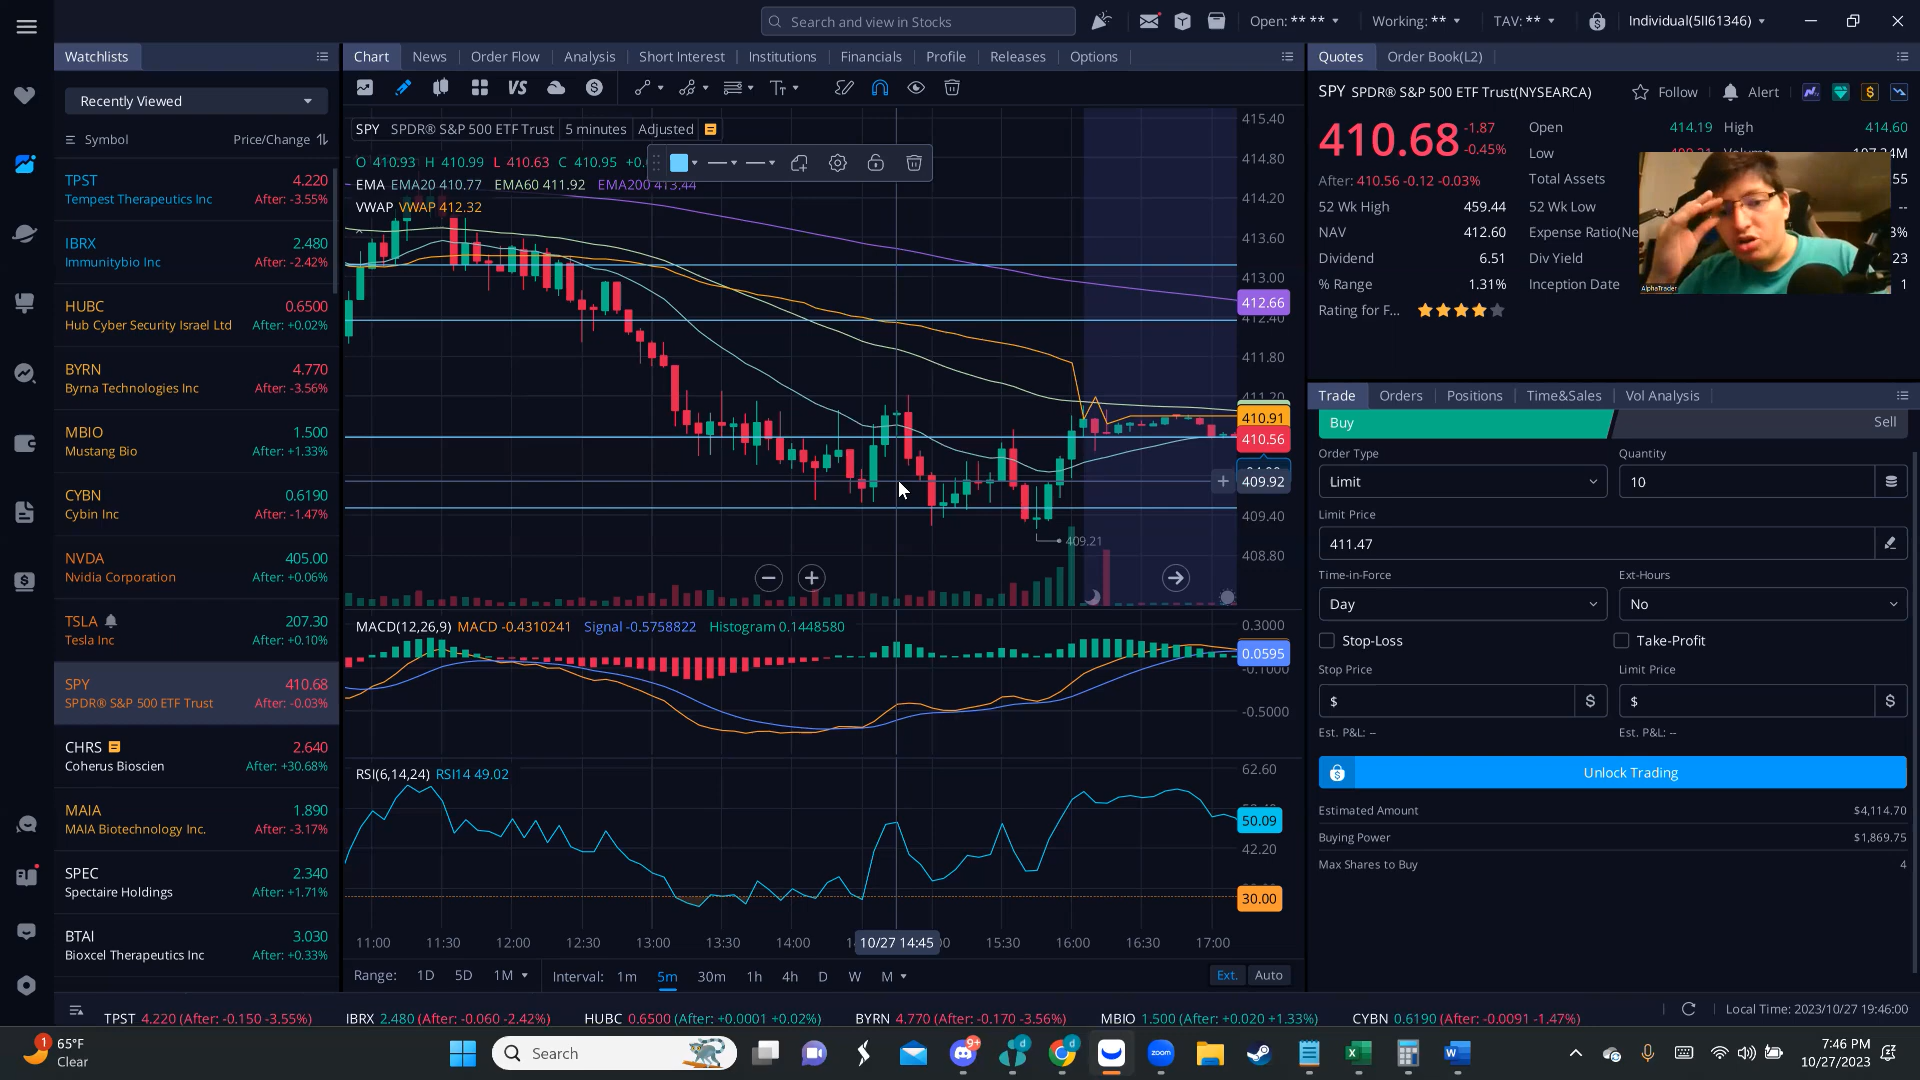 Search and view in Stocks
Open: ** **
Working: **
TAV: **
Individual(5II61346)
Watchlists
Recently Viewed
Symbol
Price/Change
TPST 4.220
Tempest Therapeutics Inc After: -3.55%
IBRX 2.480
Immunitybio Inc After: -2.42%
HUBC 0.6500
Hub Cyber Security Israel Ltd After: +0.02%
BYRN 4.770
Byrna Technologies Inc After: -3.56%
MBIO 1.500
Mustang Bio After: +1.33%
CYBN 0.6190
Cybin Inc After: -1.47%
NVDA 405.00
Nvidia Corporation After: +0.06%
TSLA 207.30
Tesla Inc After: +0.10%
SPY 410.68
SPDR® S&P 500 ETF Trust After: -0.03%
CHRS 2.640
Coherus Bioscien After: +30.68%
MAIA 1.890
MAIA Biotechnology Inc. After: -3.17%
SPEC 2.340
Spectaire Holdings After: +1.71%
BTAI 3.030
Bioxcel Therapeutics Inc After: +0.33%
Chart News Order Flow Analysis Short Interest Institutions Financials Profile Releases Options
VS
SPY SPDR® S&P 500 ETF Trust 5 minutes Adjusted
O 410.93 H 410.99 L 410.63 C 410.95
EMA EMA20 410.77 EMA60 411.92 EMA200 413.44
VWAP VWAP 412.32
415.40
414.80
414.20
413.60
413.00
412.66
412.40
411.80
411.20
410.91
410.56
409.92
409.40
408.80
409.21
MACD(12,26,9) MACD -0.4310241 Signal -0.5758822 Histogram 0.1448580
0.3000
0.0595
-0.1000
-0.5000
RSI(6,14,24) RSI14 49.02
62.60
50.09
42.20
30.00
11:00 11:30 12:00 12:30 13:00 13:30 14:00 10/27 14:45 15:30 16:00 16:30 17:00
Range: 1D 5D 1M Interval: 1m 5m 30m 1h 4h D W M
Ext. Auto
Quotes Order Book(L2)
SPY SPDR® S&P 500 ETF Trust(NYSEARCA)
Follow
Alert
410.68
-1.87
-0.45%
After: 410.56 -0.12 -0.03%
Open 414.19 High 414.60
Low
Total Assets
52 Wk High 459.44 52 Wk Low --
NAV 412.60 Expense Ratio(Ne
Dividend 6.51 Div Yield
% Range 1.31% Inception Date
Rating for F...
AlphaTrader
Trade Orders Positions Time&Sales Vol Analysis
Buy
Sell
Order Type
Quantity
Limit
10
Limit Price
411.47
Time-in-Force
Ext-Hours
Day
No
Stop-Loss
Take-Profit
Stop Price
Limit Price
$ $
$ $
Est. P&L: --
Est. P&L: --
Unlock Trading
Estimated Amount $4,114.70
Buying Power $1,869.75
Max Shares to Buy 4
TPST 4.220 (After: -0.150 -3.55%) IBRX 2.480 (After: -0.060 -2.42%) HUBC 0.6500 (After: +0.0001 +0.02%) BYRN 4.770 (After: -0.170 -3.56%) MBIO 1.500 (After: +0.020 +1.33%) CYBN 0.6190 (After: -0.0091 -1.47%)
Local Time: 2023/10/27 19:46:00
1
65°F
Clear
Search
9+
zoom
7:46 PM
10/27/2023